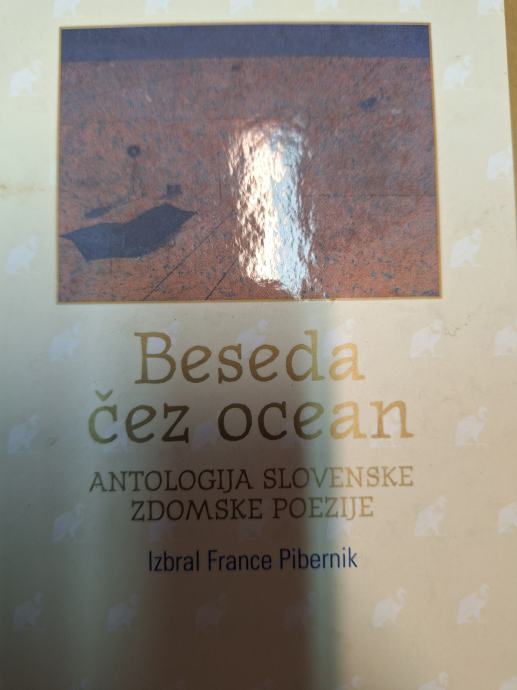 Beseda
čez ocean
ANTOLOGIJA SLOVENSKE
ZDOMSKE POEZIJE
Izbral France Pibernik